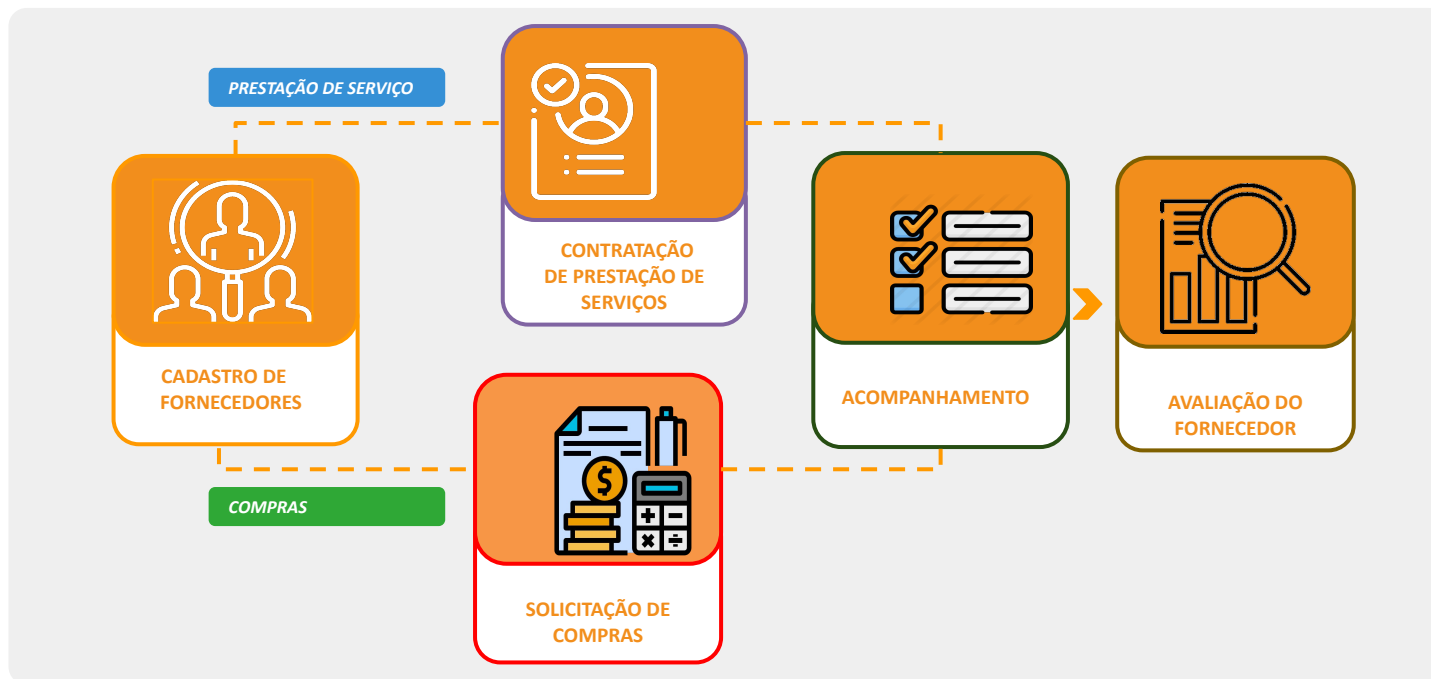 PRESTAÇÃO DE SERVIÇO
CONTRATAÇÃO
DE PRESTAÇÃO DE
SERVIÇOS
CADASTRO DE
FORNECEDORES
ACOMPANHAMENTO
AVALIAÇÃO DO
FORNECEDOR
COMPRAS
$
SOLICITAÇÃO DE
COMPRAS